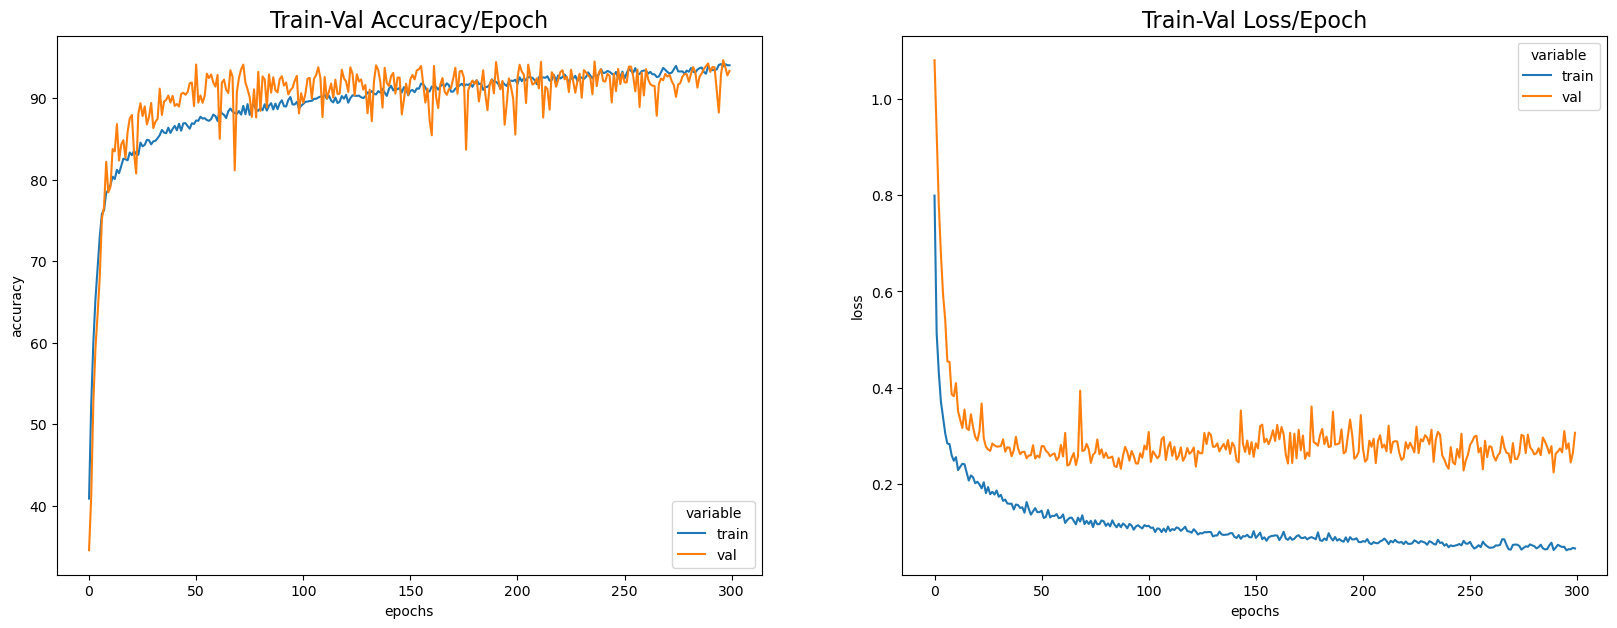 Train-Val Accuracy/Epoch
accuracy
90
80
70
60
50
40
0
50
100
150
200
250
300
epochs
variable
train
val
Train-Val Loss/Epoch
loss
1.0
0.8
0.6
0.4
0.2
0
50
100
150
200
250
300
epochs
variable
train
val